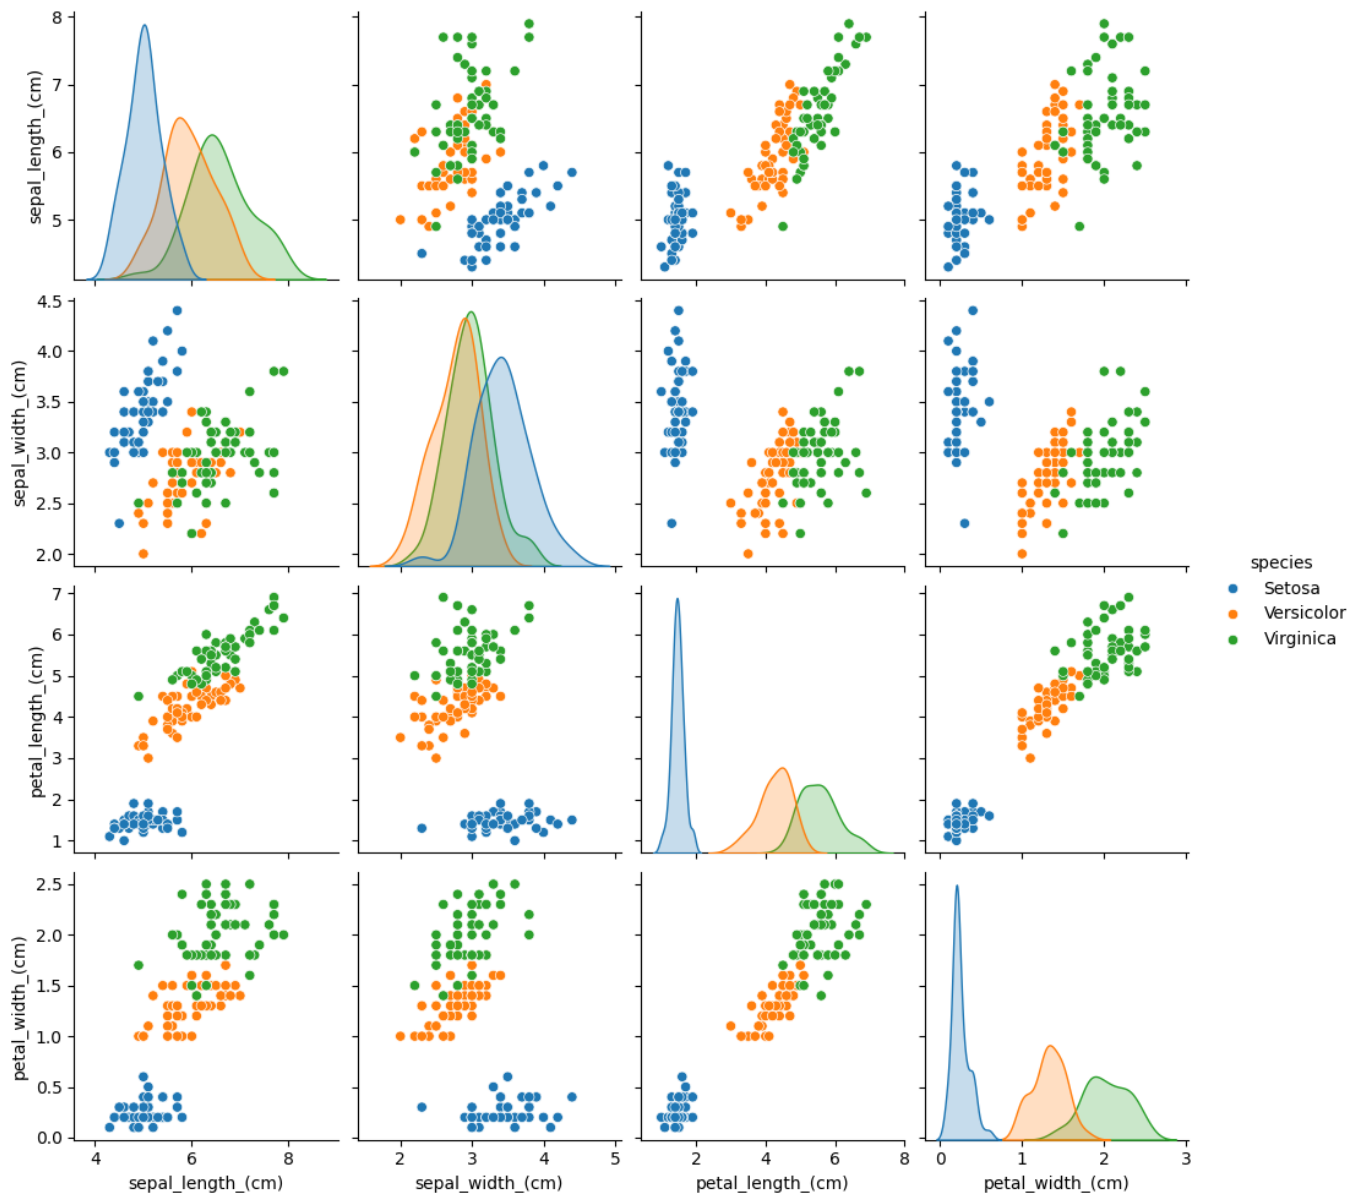 8
7
6
5
sepal_length_(cm)
4.5
4.0
3.5
3.0
2.5
2.0
sepal_width_(cm)
7
6
5
4
3
2
1
petal_length_(cm)
2.5
2.0
1.5
1.0
0.5
0.0
petal_width_(cm)
4 6 8
sepal_length_(cm)
2 3 4 5
sepal_width_(cm)
2 4 6 8
petal_length_(cm)
0 1 2 3
petal_width_(cm)
species
Setosa
Versicolor
Virginica